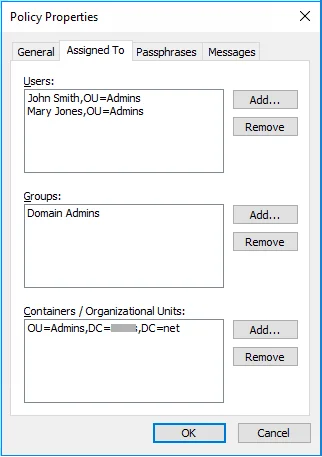 Policy Properties
General Assigned To Passphrases Messages
Users:
John Smith,OU=Admins
Mary Jones,OU=Admins
Add...
Remove
Groups:
Domain Admins
Add...
Remove
Containers / Organizational Units:
OU=Admins,DC= s,DC=net
Add...
Remove
OK Cancel